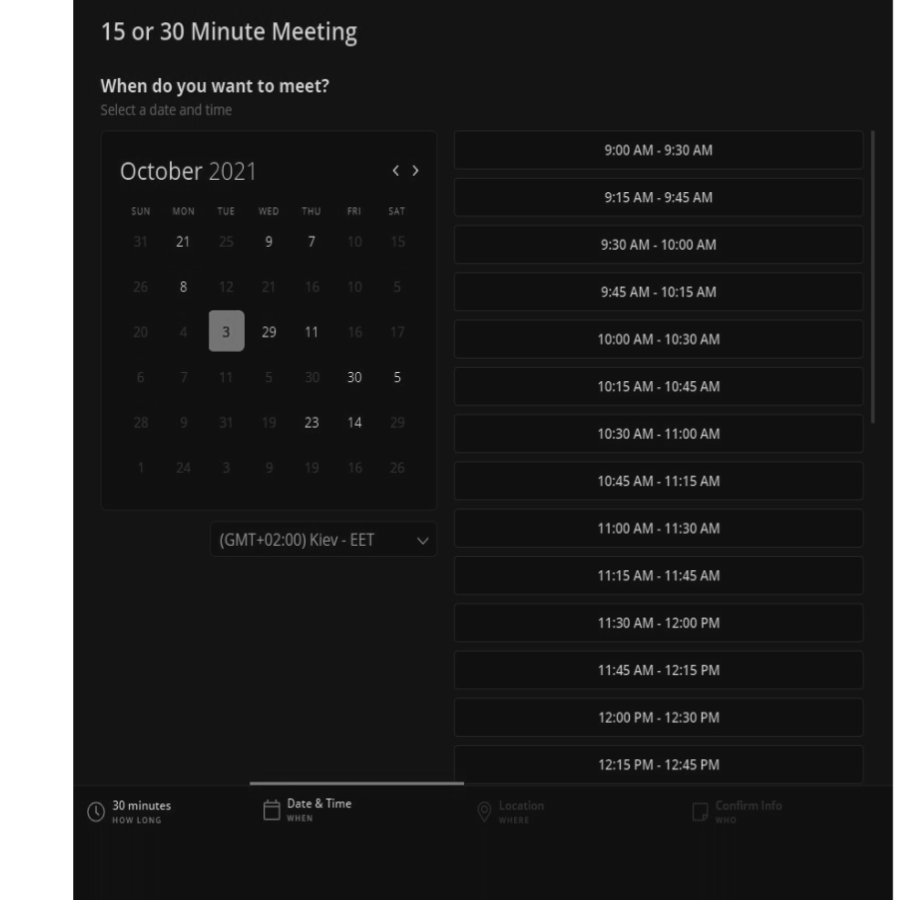 15 or 30 Minute Meeting
When do you want to meet?
Select a date and time
October 2021
SUN MON TUE WED THU FRI SAT
31 21 25 9 7 10 15
26 8 12 21 16 10 5
20 4 3 29 11 16 17
6 7 11 5 30 30 5
28 9 31 19 23 14 29
1 24 3 9 19 16 26
(GMT+02:00) Kiev - EET
9:00 AM - 9:30 AM
9:15 AM - 9:45 AM
9:30 AM - 10:00 AM
9:45 AM - 10:15 AM
10:00 AM - 10:30 AM
10:15 AM - 10:45 AM
10:30 AM - 11:00 AM
10:45 AM - 11:15 AM
11:00 AM - 11:30 AM
11:15 AM - 11:45 AM
11:30 AM - 12:00 PM
11:45 AM - 12:15 PM
12:00 PM - 12:30 PM
12:15 PM - 12:45 PM
30 minutes
HOW LONG
Date & Time
WHEN
Location
WHERE
Confirm Info
WHO